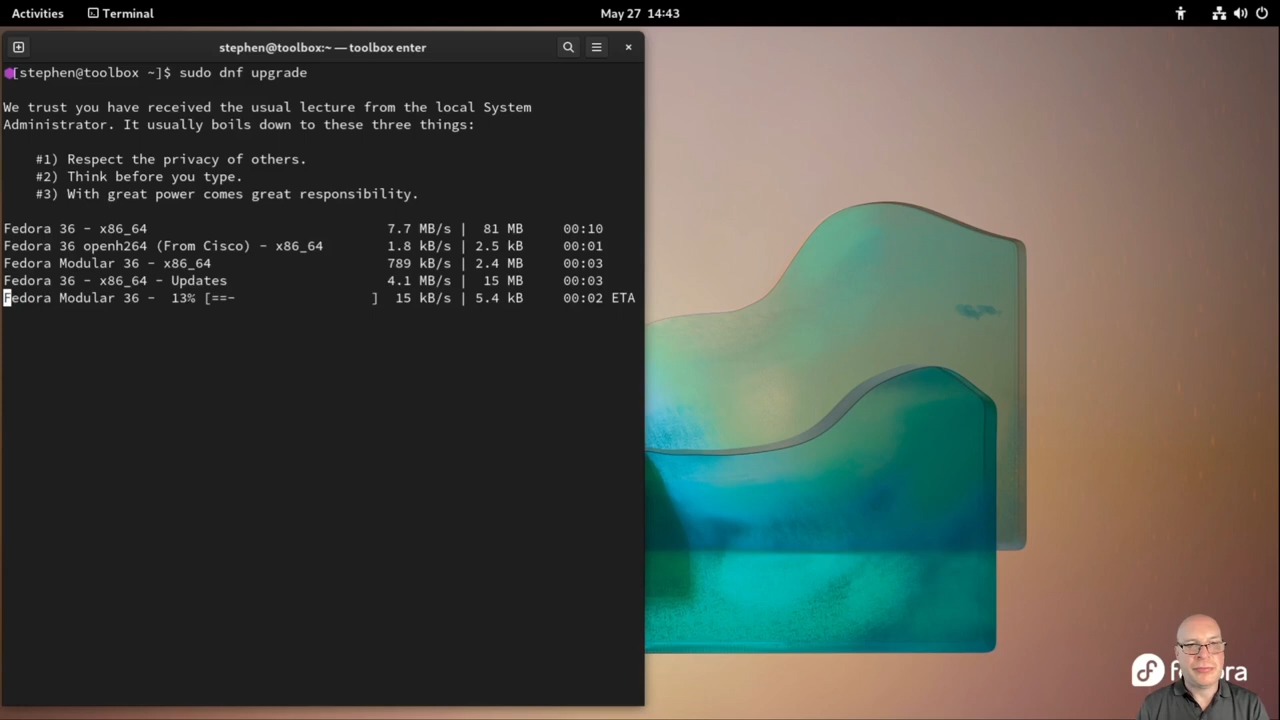 Activities Terminal May 27 14:43
stephen@toolbox:~ — toolbox enter
[stephen@toolbox ~]$ sudo dnf upgrade
We trust you have received the usual lecture from the local System
Administrator. It usually boils down to these three things:
#1) Respect the privacy of others.
#2) Think before you type.
#3) With great power comes great responsibility.
Fedora 36 - x86_64 7.7 MB/s | 81 MB 00:10
Fedora 36 openh264 (From Cisco) - x86_64 1.8 kB/s | 2.5 kB 00:01
Fedora Modular 36 - x86_64 789 kB/s | 2.4 MB 00:03
Fedora 36 - x86_64 - Updates 4.1 MB/s | 15 MB 00:03
Fedora Modular 36 - 13% [==- ] 15 kB/s | 5.4 kB 00:02 ETA